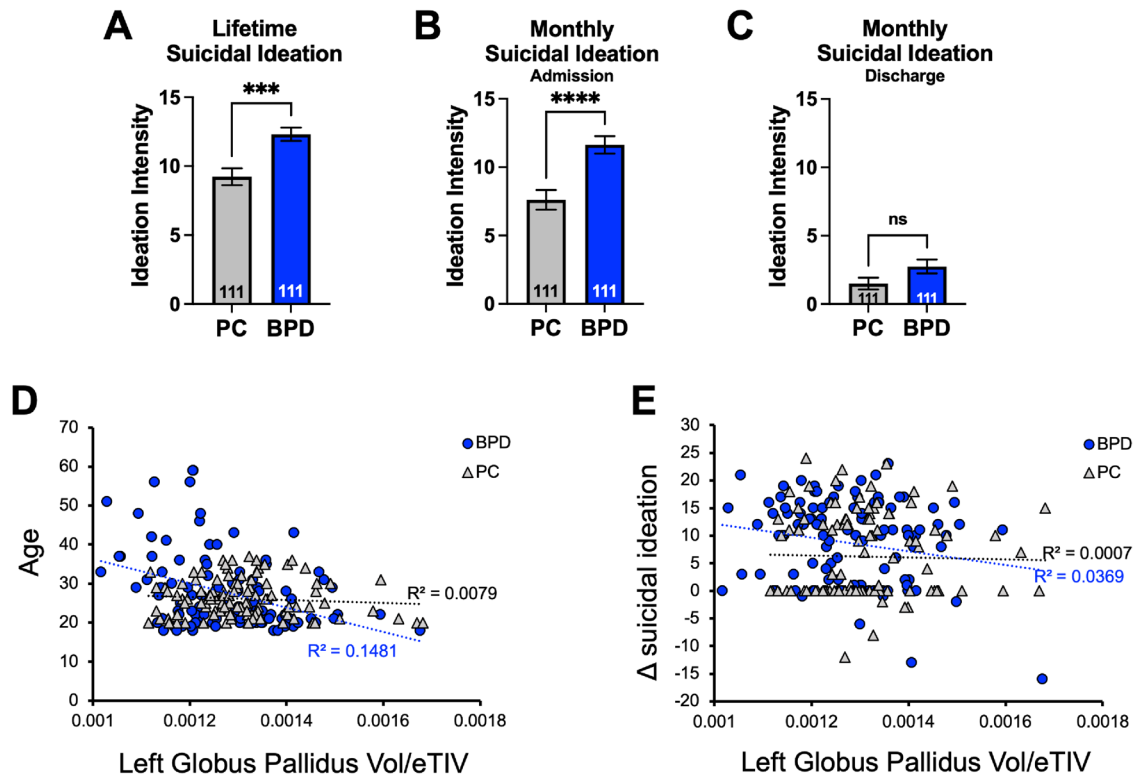 A
Lifetime
Suicidal Ideation
Ideation Intensity
15
10
5
0
***
111
111
PC
BPD
B
Monthly
Suicidal Ideation
Admission
Ideation Intensity
15
10
5
0
****
111
111
PC
BPD
C
Monthly
Suicidal Ideation
Discharge
Ideation Intensity
15
10
5
0
ns
111
111
PC
BPD
D
Age
70
60
50
40
30
20
10
0
BPD
PC
R² = 0.0079
R² = 0.1481
0.001
0.0012
0.0014
0.0016
0.0018
Left Globus Pallidus Vol/eTIV
E
Δ suicidal ideation
30
25
20
15
10
5
0
-5
-10
-15
-20
BPD
PC
R² = 0.0007
R² = 0.0369
0.001
0.0012
0.0014
0.0016
0.0018
Left Globus Pallidus Vol/eTIV